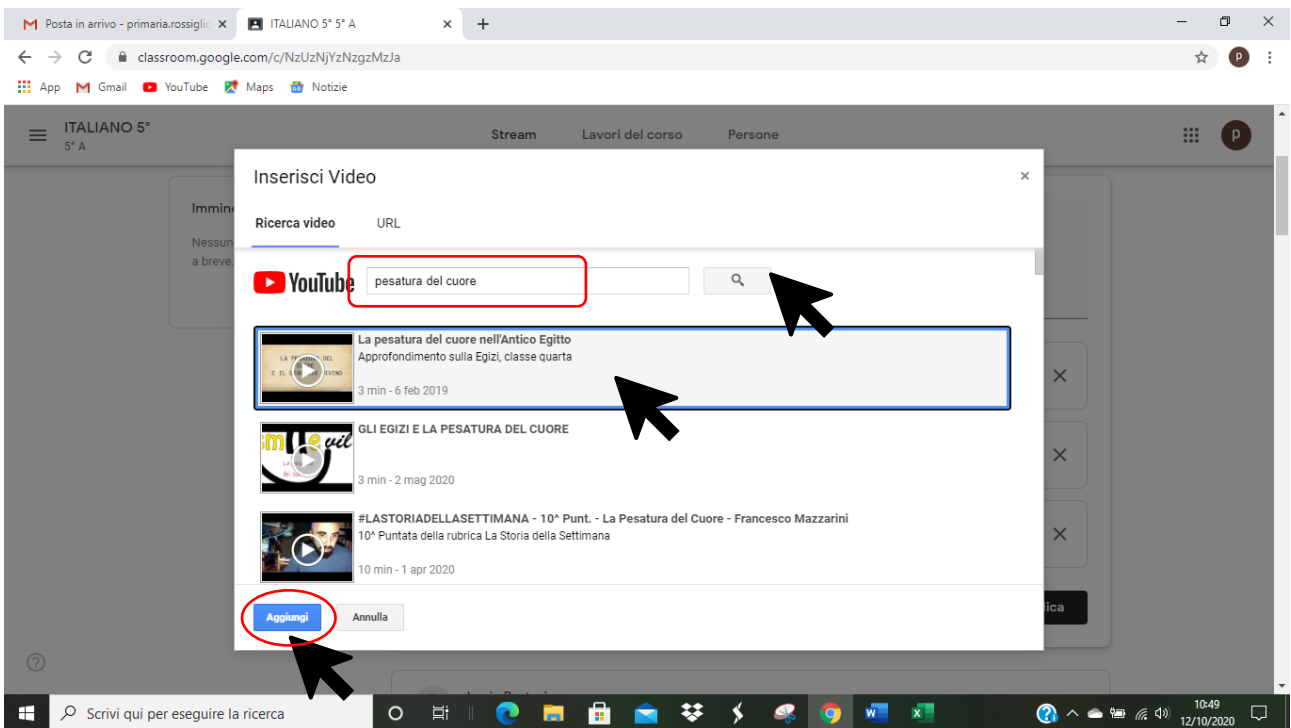 Posta in arrivo - primaria.rossigli
ITALIANO 5° 5° A
classroom.google.com/c/NzUzNjYzNzgzMzJa
P
App Gmail YouTube Maps Notizie
ITALIANO 5°
5° A
Stream Lavori del corso Persone
P
Inserisci Video
Ricerca video URL
YouTube pesatura del cuore
La pesatura del cuore nell'Antico Egitto
Approfondimento sulla Egizi, classe quarta
3 min - 6 feb 2019
GLI EGIZI E LA PESATURA DEL CUORE
3 min - 2 mag 2020
#LASTORIADELLASETTIMANA - 10^ Punt. - La Pesatura del Cuore - Francesco Mazzarini
10^ Puntata della rubrica La Storia della Settimana
10 min - 1 apr 2020
Aggiungi Annulla
Nessun
a breve.
Scrivi qui per eseguire la ricerca
10:49
12/10/2020